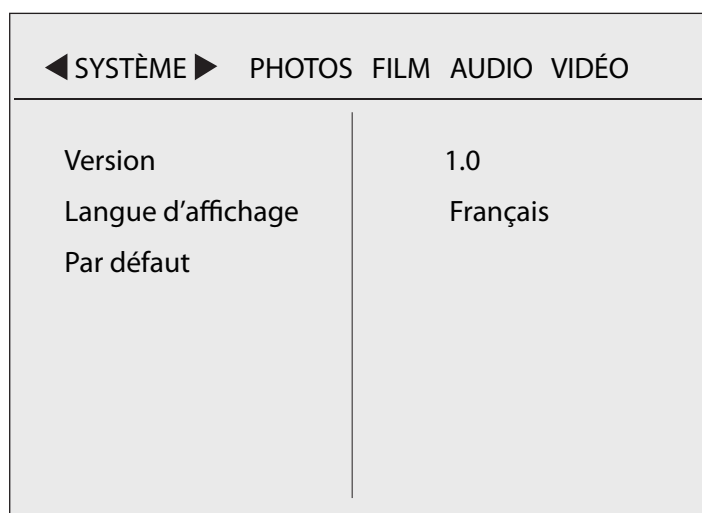 SYSTÈME PHOTOS FILM AUDIO VIDÉO
Version 1.0
Langue d’affichage Français
Par défaut